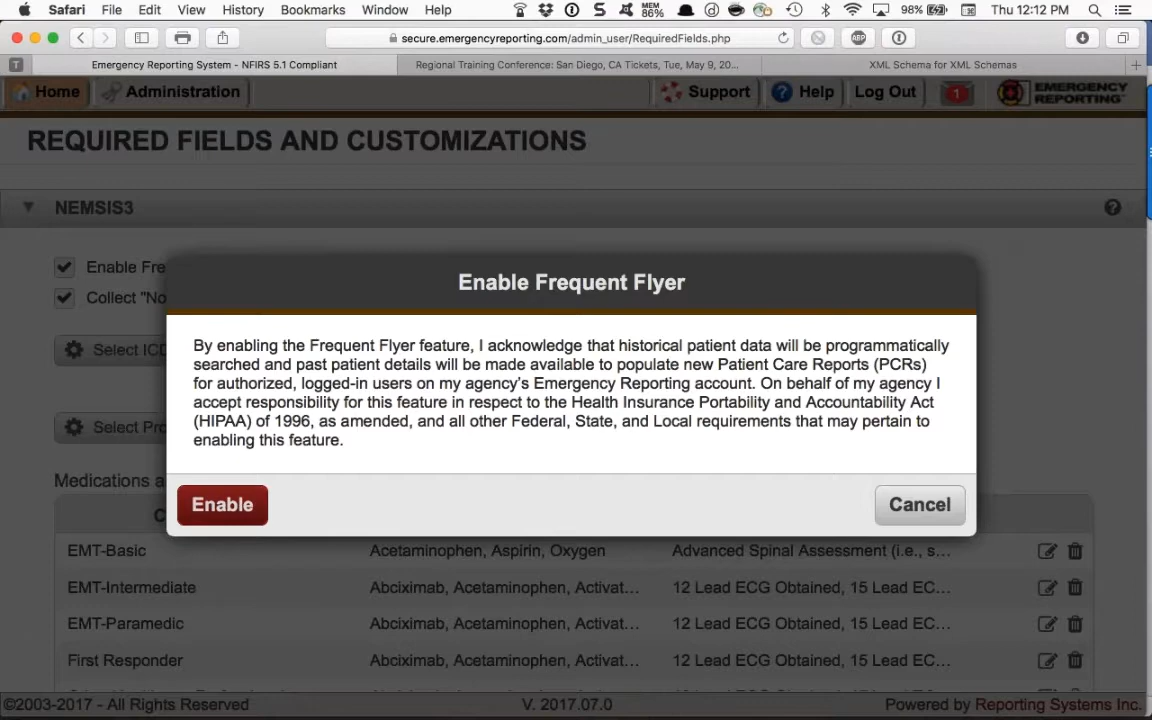 Safari File Edit View History Bookmarks Window Help MEM 86% 98% Thu 12:12 PM
secure.emergencyreporting.com/admin_user/RequiredFields.php
T Emergency Reporting System - NFIRS 5.1 Compliant Regional Training Conference: San Diego, CA Tickets, Tue, May 9, 20... XML Schema for XML Schemas
Home Administration Support Help Log Out 1 EMERGENCY REPORTING
REQUIRED FIELDS AND CUSTOMIZATIONS
NEMSIS3
Enable Fre
Collect "No
Select ICD
Select Pro
Medications a
C
Enable Frequent Flyer
By enabling the Frequent Flyer feature, I acknowledge that historical patient data will be programmatically
searched and past patient details will be made available to populate new Patient Care Reports (PCRs)
for authorized, logged-in users on my agency's Emergency Reporting account. On behalf of my agency I
accept responsibility for this feature in respect to the Health Insurance Portability and Accountability Act
(HIPAA) of 1996, as amended, and all other Federal, State, and Local requirements that may pertain to
enabling this feature.
Enable Cancel
EMT-Basic Acetaminophen, Aspirin, Oxygen Advanced Spinal Assessment (i.e., s...
EMT-Intermediate Abciximab, Acetaminophen, Activat... 12 Lead ECG Obtained, 15 Lead EC...
EMT-Paramedic Abciximab, Acetaminophen, Activat... 12 Lead ECG Obtained, 15 Lead EC...
First Responder Abciximab, Acetaminophen, Activat... 12 Lead ECG Obtained, 15 Lead EC...
©2003-2017 - All Rights Reserved V. 2017.07.0 Powered by Reporting Systems Inc.